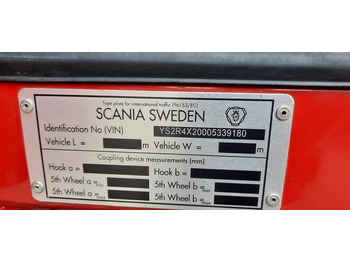 Type plate for international traffic (96/53/EC)
SCANIA SWEDEN
Identification No (VIN) YS2R4X20005339180
Vehicle L = m Vehicle W = m
Coupling device measurements (mm)
Hook a = Hook b =
5th Wheel a = min 5th Wheel b = min
5th Wheel a = max 5th Wheel b = max